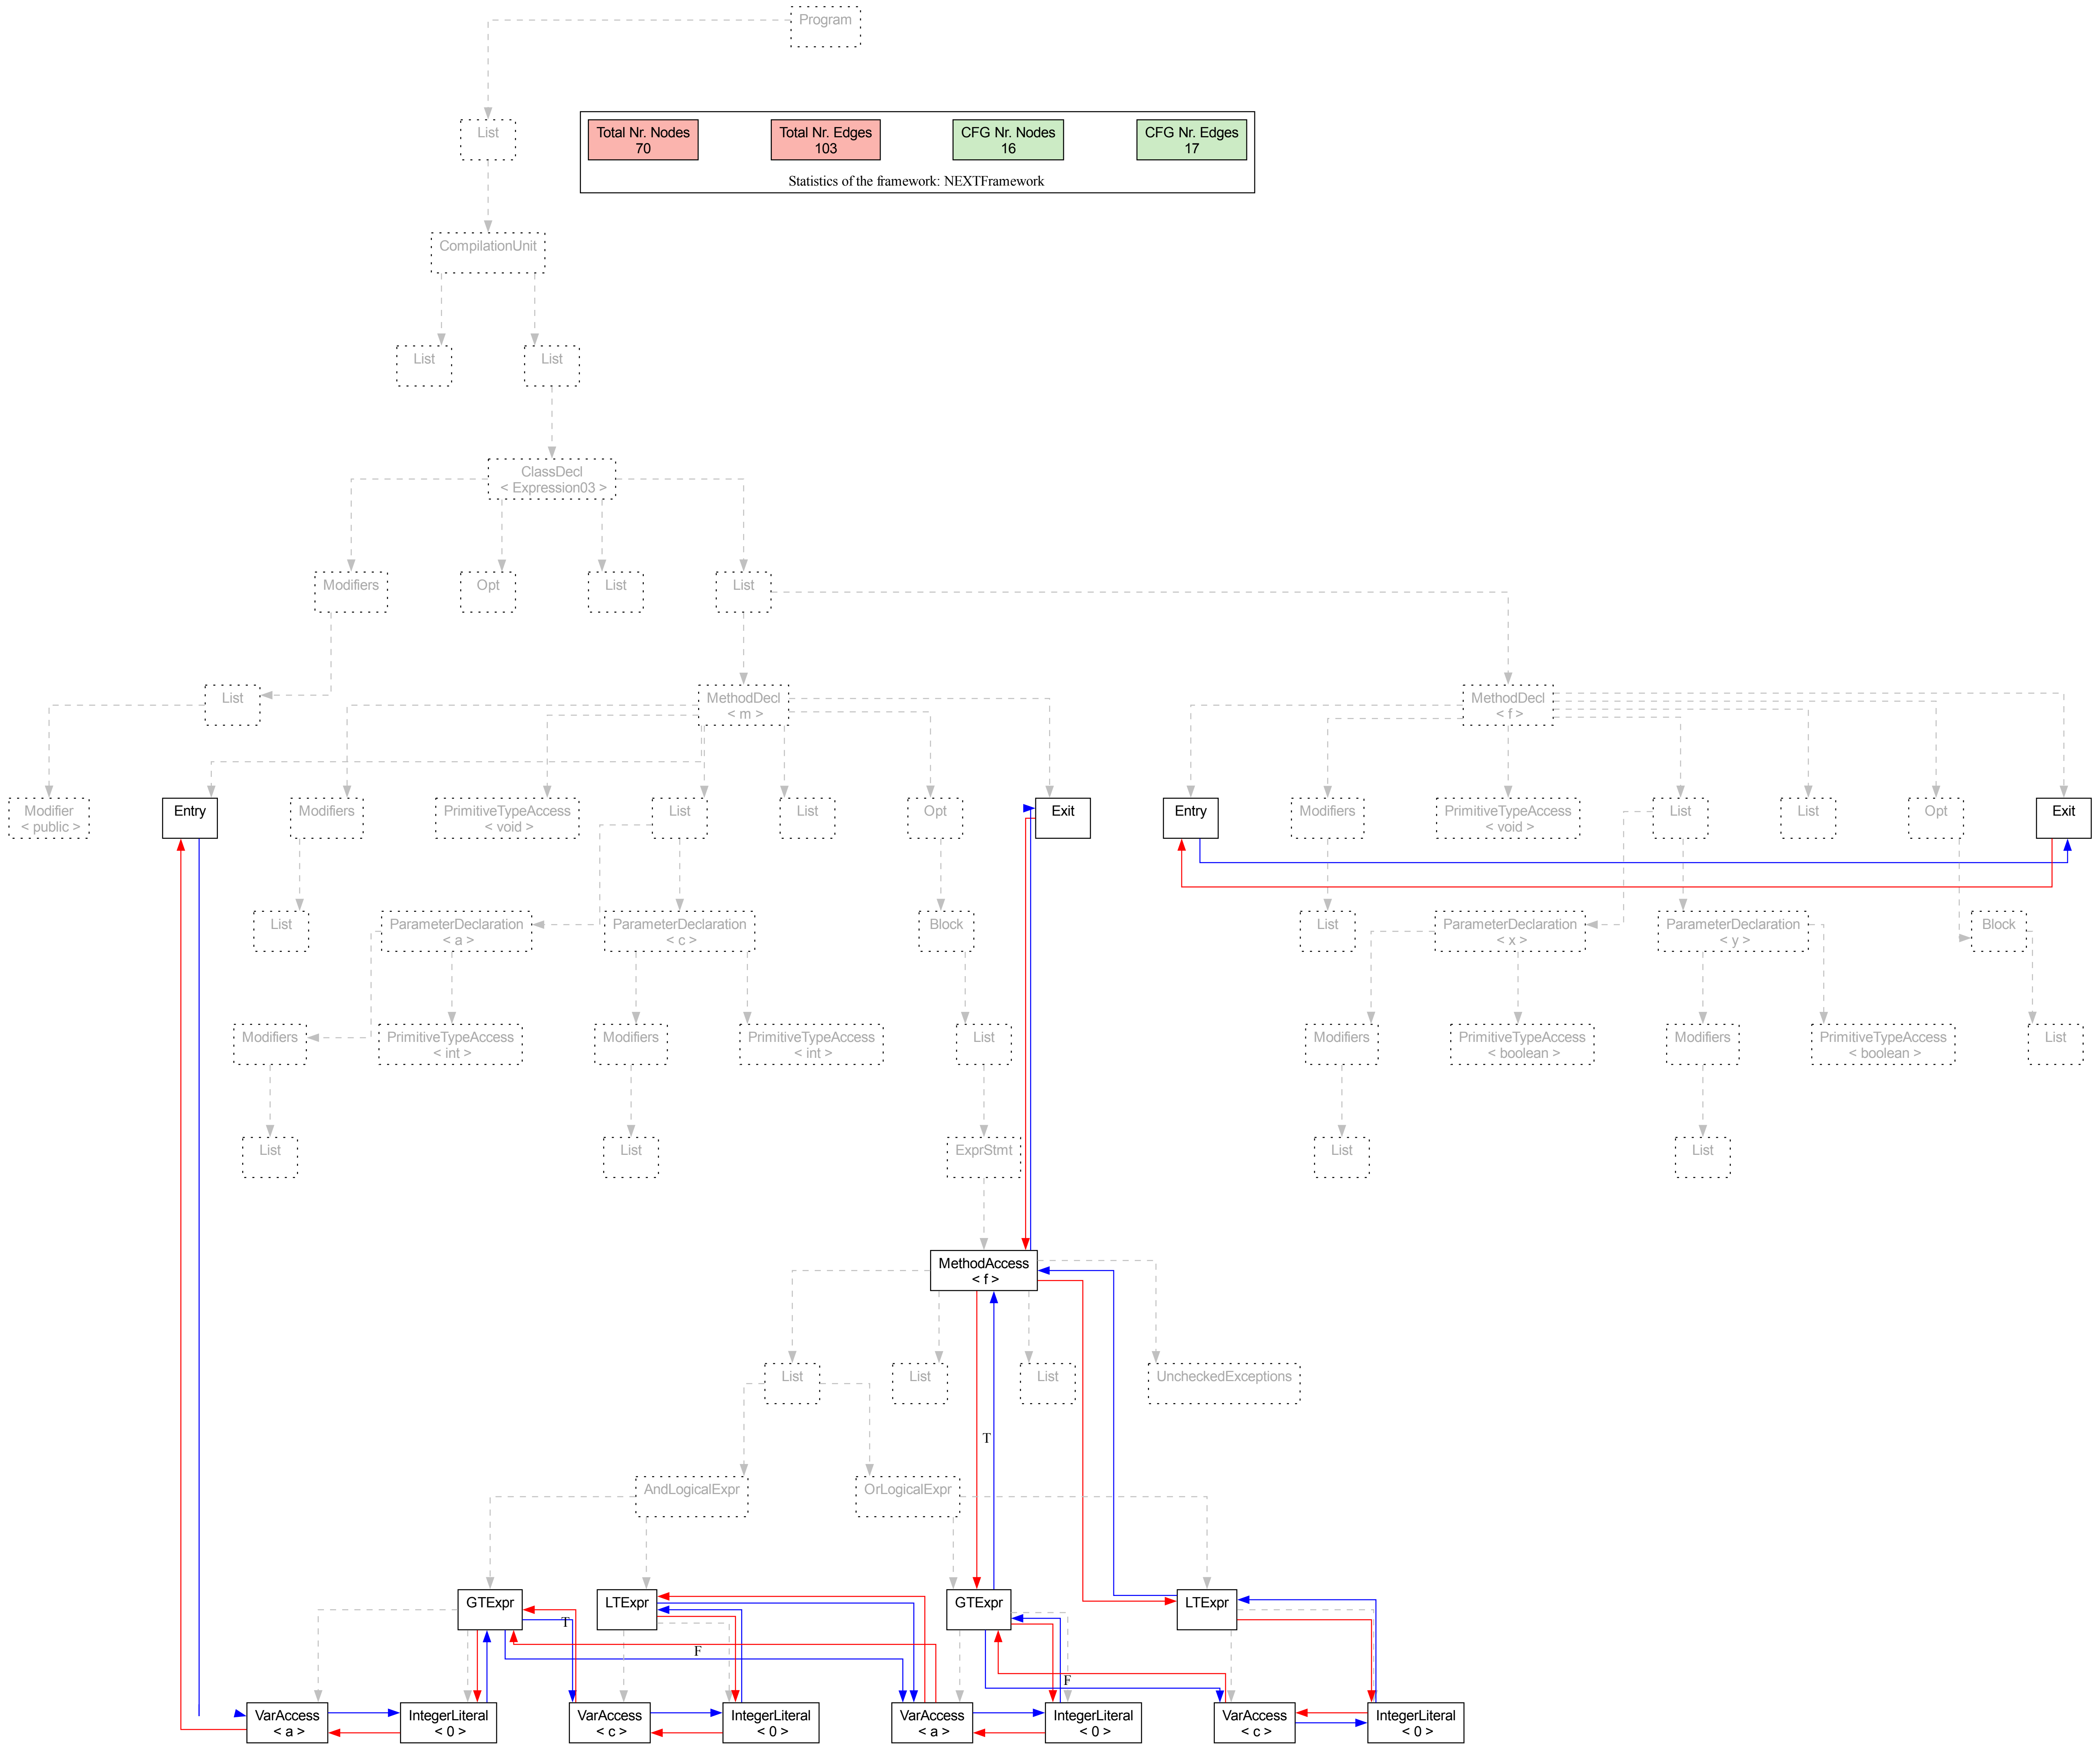 Program
List
Total Nr. Nodes
70
Total Nr. Edges
103
CFG Nr. Nodes
16
CFG Nr. Edges
17
Statistics of the framework: NEXTFramework
CompilationUnit
List
List
ClassDecl
< Expression03 >
Modifiers
Opt
List
List
List
MethodDecl
< m >
MethodDecl
< f >
Modifier
< public >
Entry
Modifiers
PrimitiveTypeAccess
< void >
List
List
Opt
Exit
Entry
Modifiers
PrimitiveTypeAccess
< void >
List
List
Opt
Exit
List
ParameterDeclaration
< a >
ParameterDeclaration
< c >
Block
List
ParameterDeclaration
< x >
ParameterDeclaration
< y >
Block
Modifiers
PrimitiveTypeAccess
< int >
Modifiers
PrimitiveTypeAccess
< int >
List
Modifiers
PrimitiveTypeAccess
< boolean >
Modifiers
PrimitiveTypeAccess
< boolean >
List
List
List
ExprStmt
List
List
MethodAccess
< f >
List
List
List
UncheckedExceptions
T
AndLogicalExpr
OrLogicalExpr
GTExpr
LTExpr
GTExpr
LTExpr
T
F
F
VarAccess
< a >
IntegerLiteral
< 0 >
VarAccess
< c >
IntegerLiteral
< 0 >
VarAccess
< a >
IntegerLiteral
< 0 >
VarAccess
< c >
IntegerLiteral
< 0 >